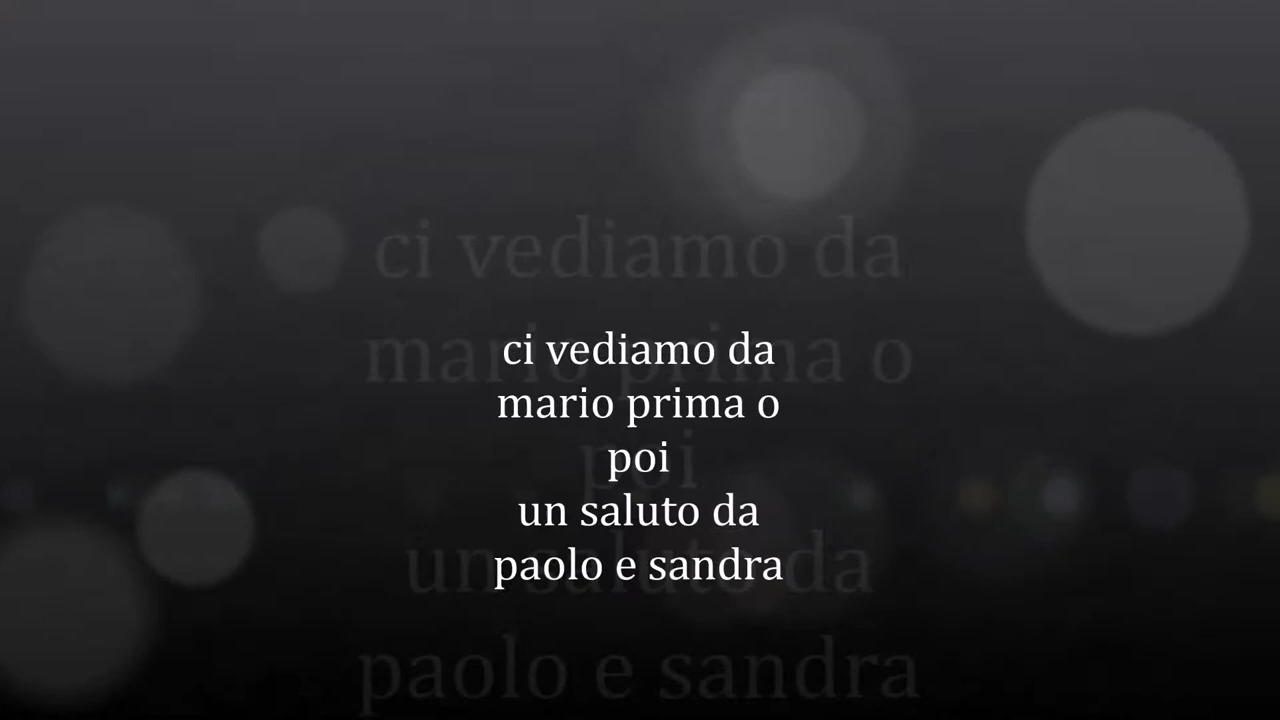 ci vediamo da
mario prima o
poi
un saluto da
paolo e sandra